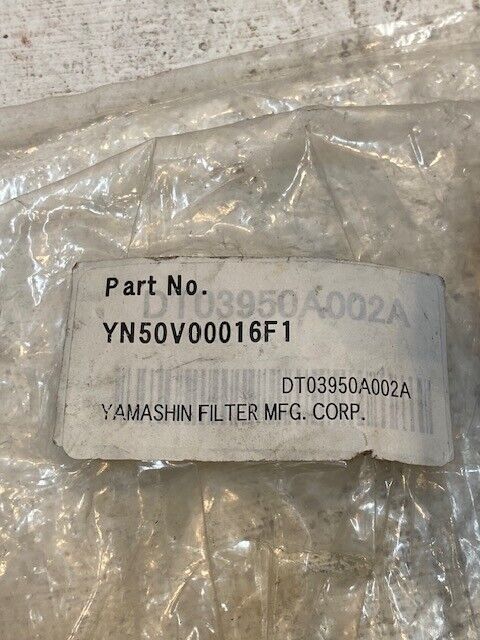 Part No.
DT03950A002A
YN50V00016F1
DT03950A002A
YAMASHIN FILTER MFG. CORP.